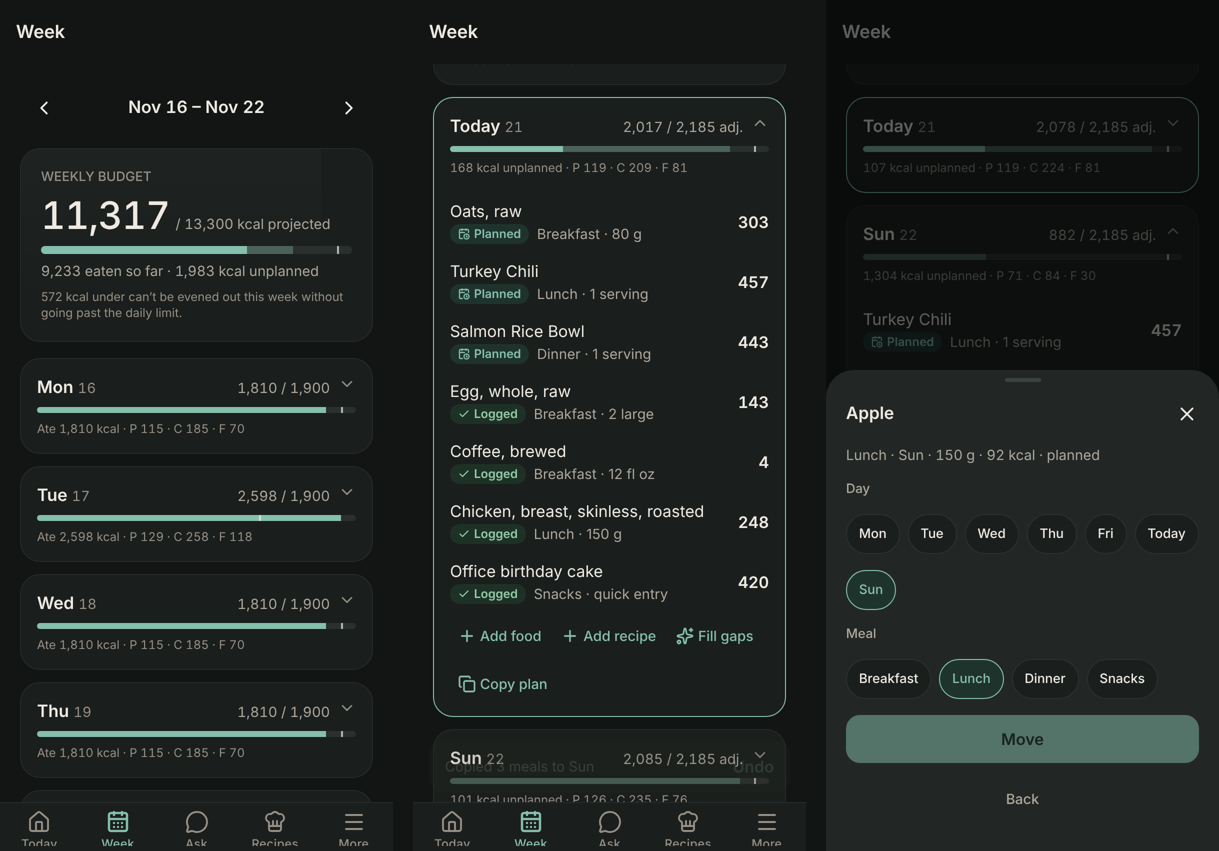 Week
Nov 16 – Nov 22
WEEKLY BUDGET
11,317 / 13,300 kcal projected
9,233 eaten so far · 1,983 kcal unplanned
572 kcal under can’t be evened out this week without
going past the daily limit.
Mon 16 1,810 / 1,900
Ate 1,810 kcal · P 115 · C 185 · F 70
Tue 17 2,598 / 1,900
Ate 2,598 kcal · P 129 · C 258 · F 118
Wed 18 1,810 / 1,900
Ate 1,810 kcal · P 115 · C 185 · F 70
Thu 19 1,810 / 1,900
Ate 1,810 kcal · P 115 · C 185 · F 70
Today Week Ask Recipes More
Week
Today 21 2,017 / 2,185 adj.
168 kcal unplanned · P 119 · C 209 · F 81
Oats, raw 303
Planned Breakfast · 80 g
Turkey Chili 457
Planned Lunch · 1 serving
Salmon Rice Bowl 443
Planned Dinner · 1 serving
Egg, whole, raw 143
Logged Breakfast · 2 large
Coffee, brewed 4
Logged Breakfast · 12 fl oz
Chicken, breast, skinless, roasted 248
Logged Lunch · 150 g
Office birthday cake 420
Logged Snacks · quick entry
Add food Add recipe Fill gaps
Copy plan
Sun 22 2,085 / 2,185 adj.
Copied 3 meals to Sun Undo
101 kcal unplanned · P 126 · C 235 · F 76
Today Week Ask Recipes More
Week
Today 21 2,078 / 2,185 adj.
107 kcal unplanned · P 119 · C 224 · F 81
Sun 22 882 / 2,185 adj.
1,304 kcal unplanned · P 71 · C 84 · F 30
Turkey Chili 457
Planned Lunch · 1 serving
Apple
Lunch · Sun · 150 g · 92 kcal · planned
Day
Mon Tue Wed Thu Fri Today
Sun
Meal
Breakfast Lunch Dinner Snacks
Move
Back